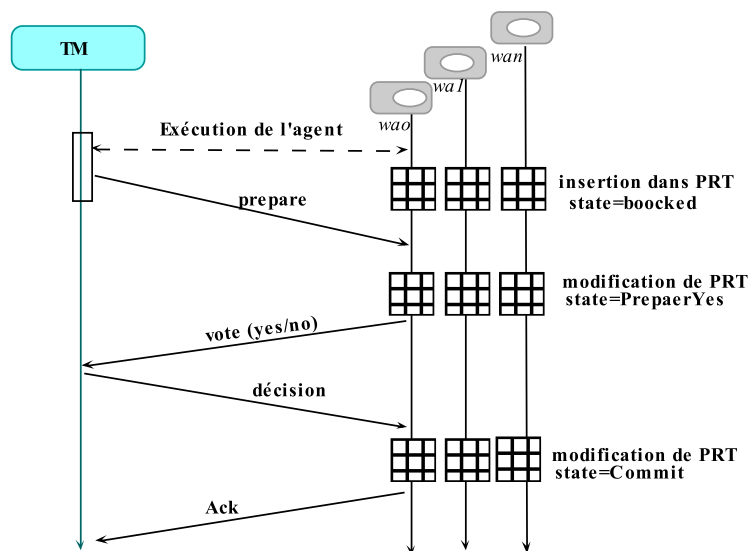 TM
wan
wa1
wao
Exécution de l'agent
insertion dans PRT
state=boocked
prepare
modification de PRT
state=PrepaerYes
vote (yes/no)
décision
modification de PRT
state=Commit
Ack